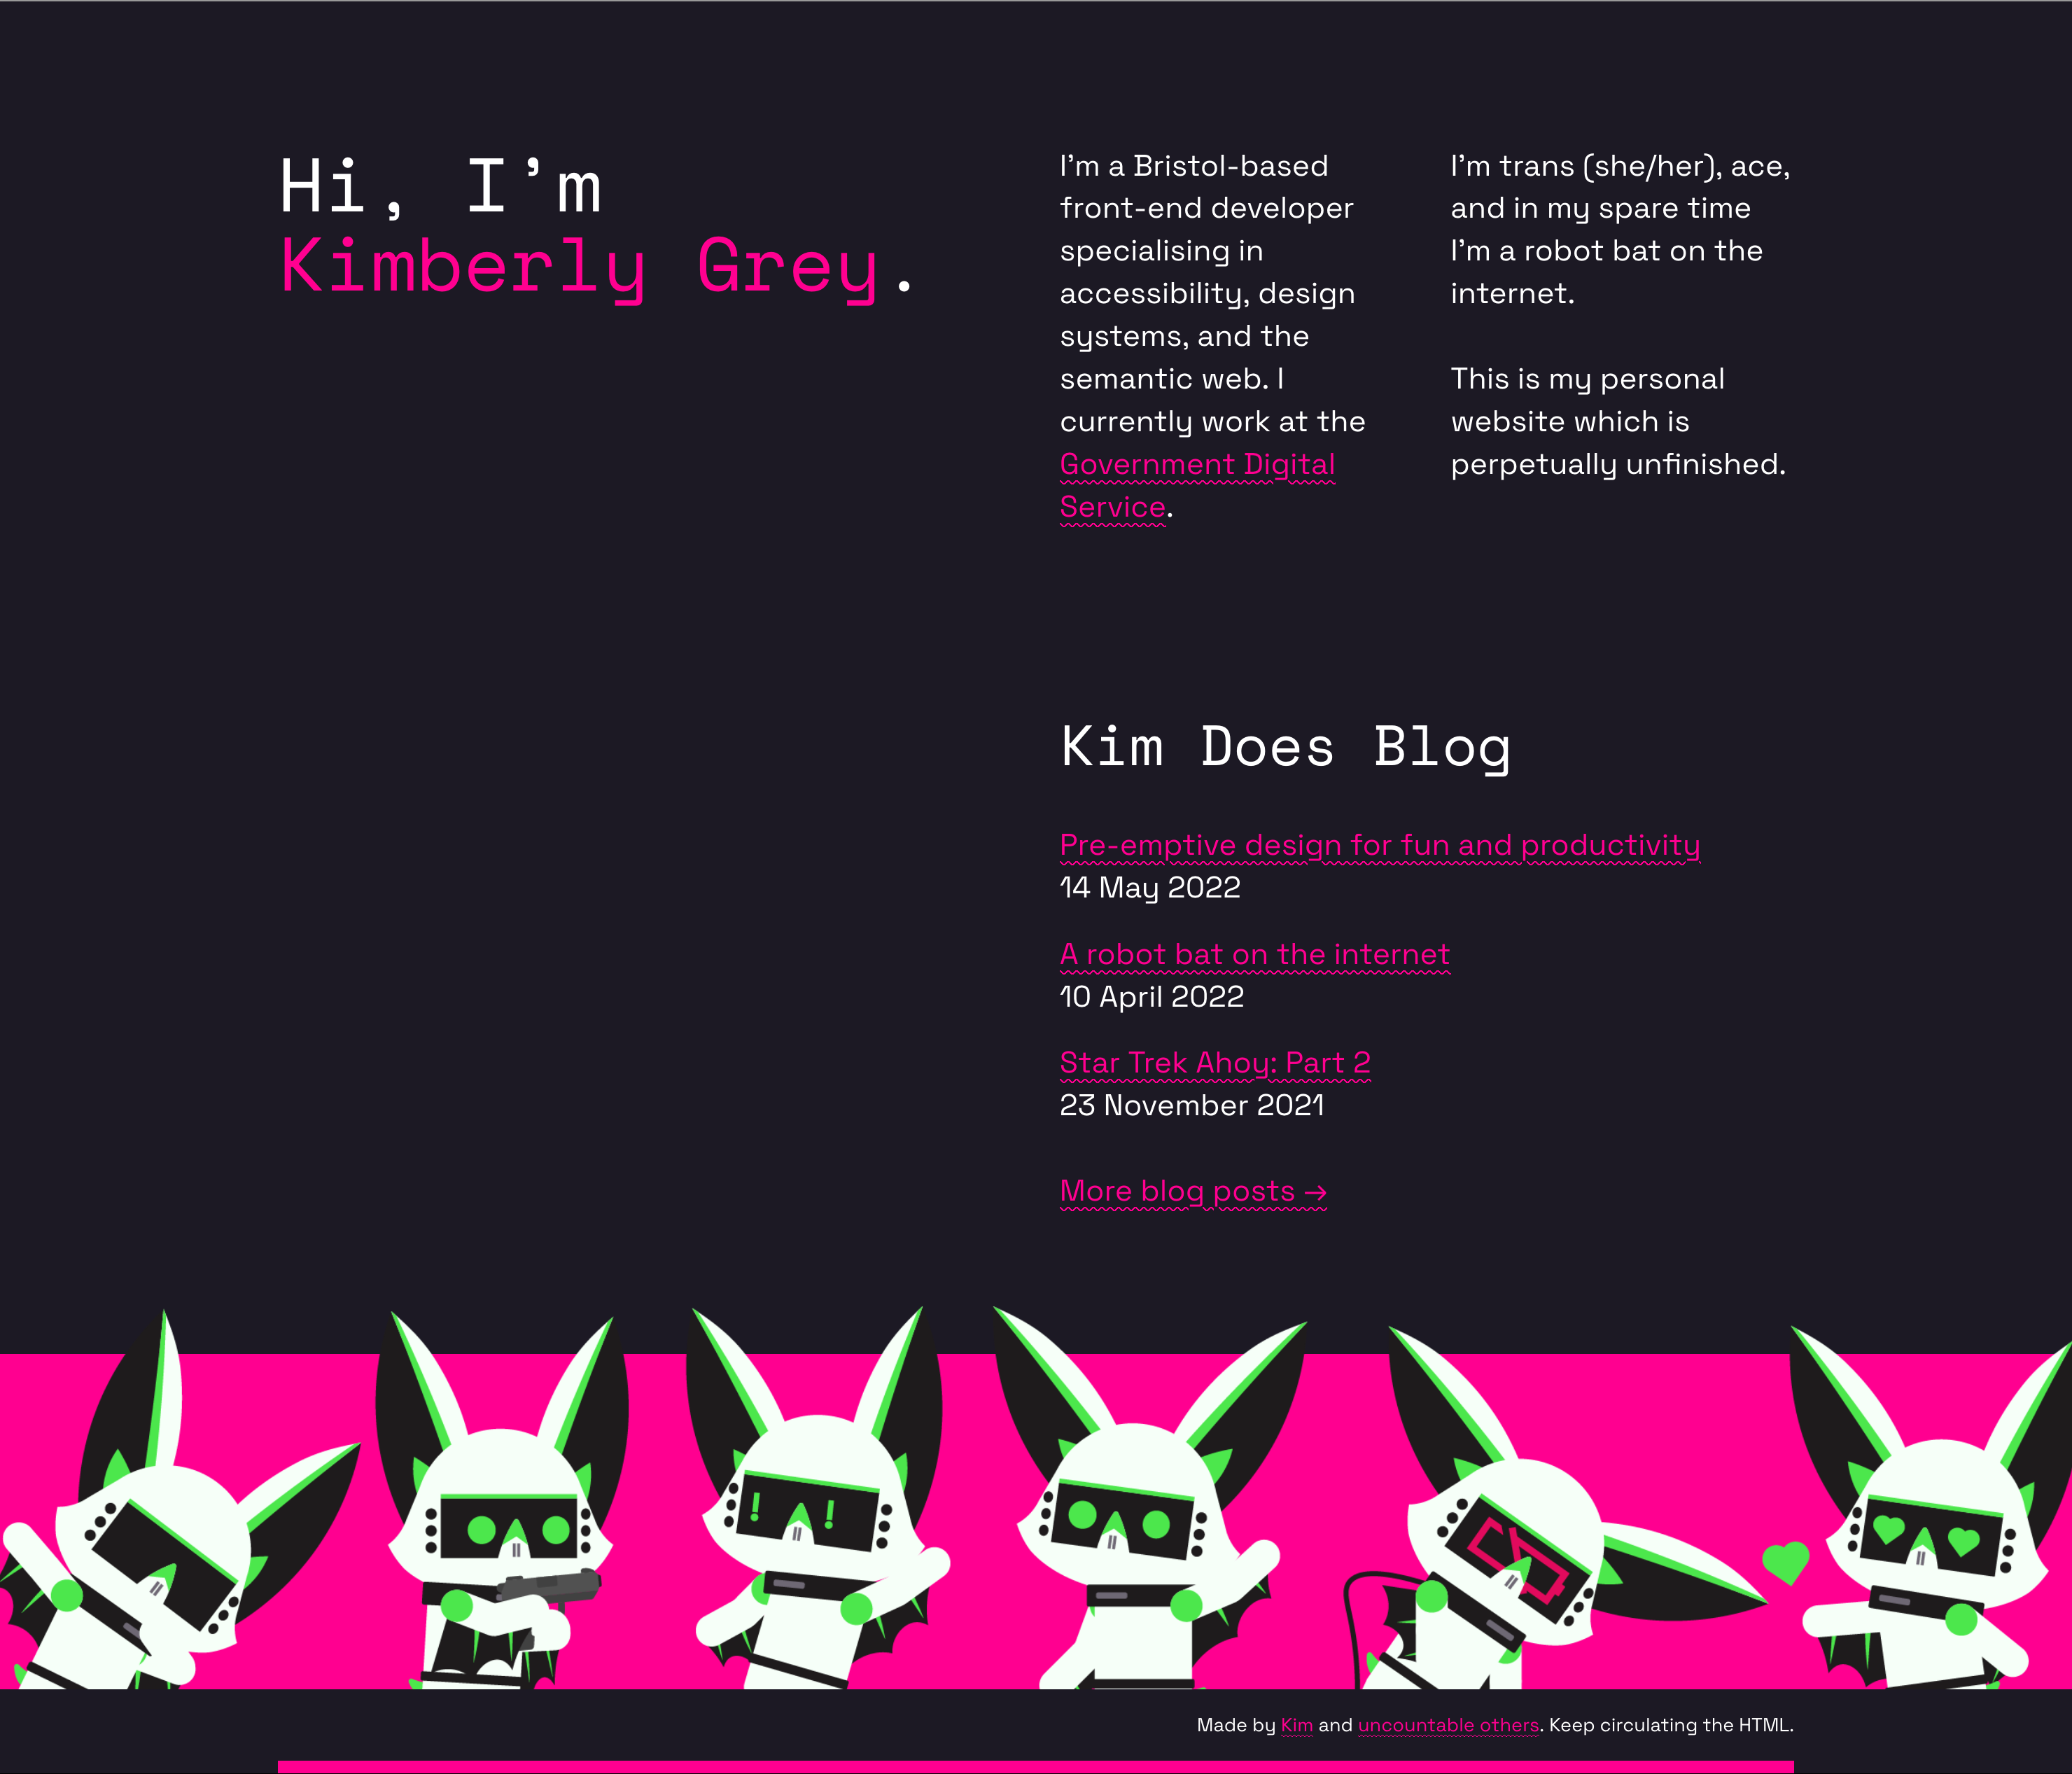 Hi, I’m
Kimberly Grey.
I’m a Bristol-based
front-end developer
specialising in
accessibility, design
systems, and the
semantic web. I
currently work at the
Government Digital
Service.
I’m trans (she/her), ace,
and in my spare time
I’m a robot bat on the
internet.
This is my personal
website which is
perpetually unfinished.
Kim Does Blog
Pre-emptive design for fun and productivity
14 May 2022
A robot bat on the internet
10 April 2022
Star Trek Ahoy: Part 2
23 November 2021
More blog posts →
! !
Made by Kim and uncountable others. Keep circulating the HTML.